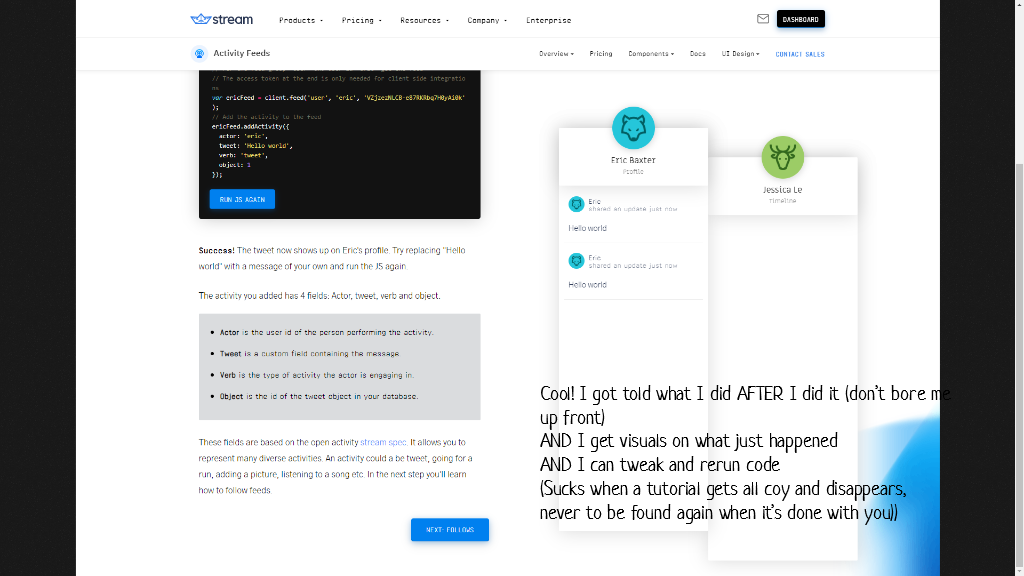 stream
Products
Pricing
Resources
Company
Enterprise
DASHBOARD
Activity Feeds
Overview
Pricing
Components
Docs
UI Design
CONTACT SALES
// The access token at the end is only needed for client side integratio
ns
var ericFeed = client.feed('user', 'eric',
);
// Add the activity to the feed
ericFeed.addActivity({
actor: 'eric',
tweet: 'Hello world',
verb: 'tweet',
object: 1
});
RUN JS AGAIN
Success! The tweet now shows up on Eric's profile. Try replacing "Hello
world" with a message of your own and run the JS again.
The activity you added has 4 fields: Actor, tweet, verb and object.
• Actor is the user id of the person performing the activity.
• Tweet is a custom field containing the message
• Verb is the type of activity the actor is engaging in.
• Object is the id of the tweet object in your database.
These fields are based on the open activity stream spec. It allows you to
represent many diverse activities. An activity could a be tweet, going for a
run, adding a picture, listening to a song etc. In the next step you'll learn
how to follow feeds.
NEXT: FOLLOWS
Eric Baxter
Profile
Eric
shared an update just now
Hello world
Eric
shared an update just now
Hello world
Jessica Le
timeline
Cool! I got told what I did AFTER I did it (don't bore me
up front)
AND I get visuals on what just happened
AND I can tweak and rerun code
(Sucks when a tutorial gets all coy and disappears,
never to be found again when it's done with you))